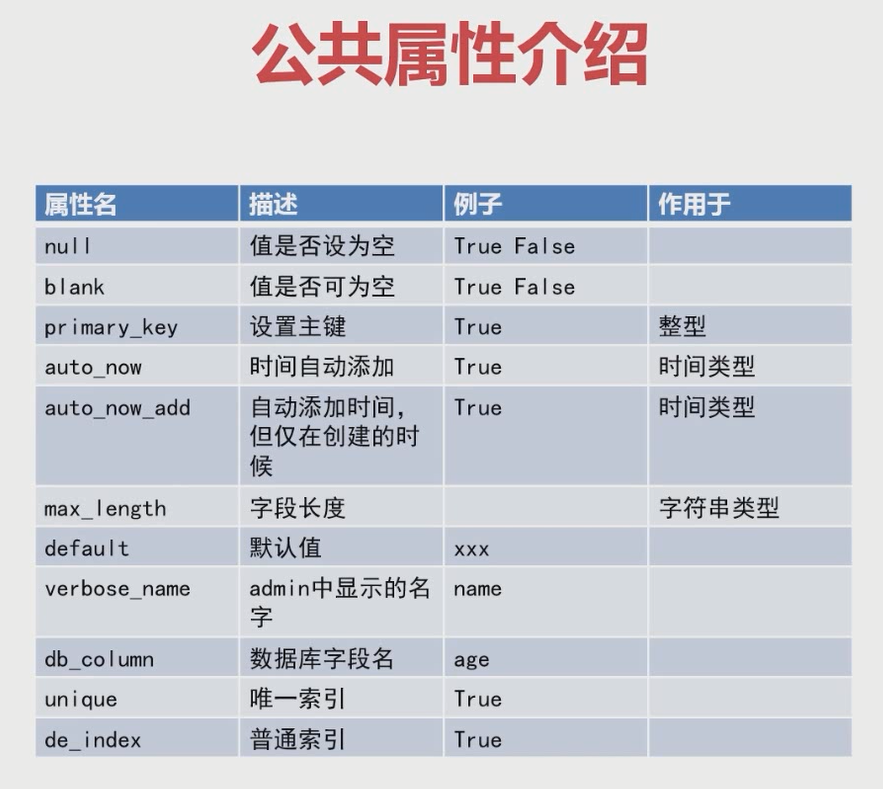 公共属性介绍
属性名 描述 例子 作用于
null 值是否设为空 True False
blank 值是否可为空 True False
primary_key 设置主键 True 整型
auto_now 时间自动添加 True 时间类型
auto_now_add 自动添加时间， True 时间类型
但仅在创建的时
候
max_length 字段长度 字符串类型
default 默认值 xxx
verbose_name admin中显示的名 name
字
db_column 数据库字段名 age
unique 唯一索引 True
de_index 普通索引 True